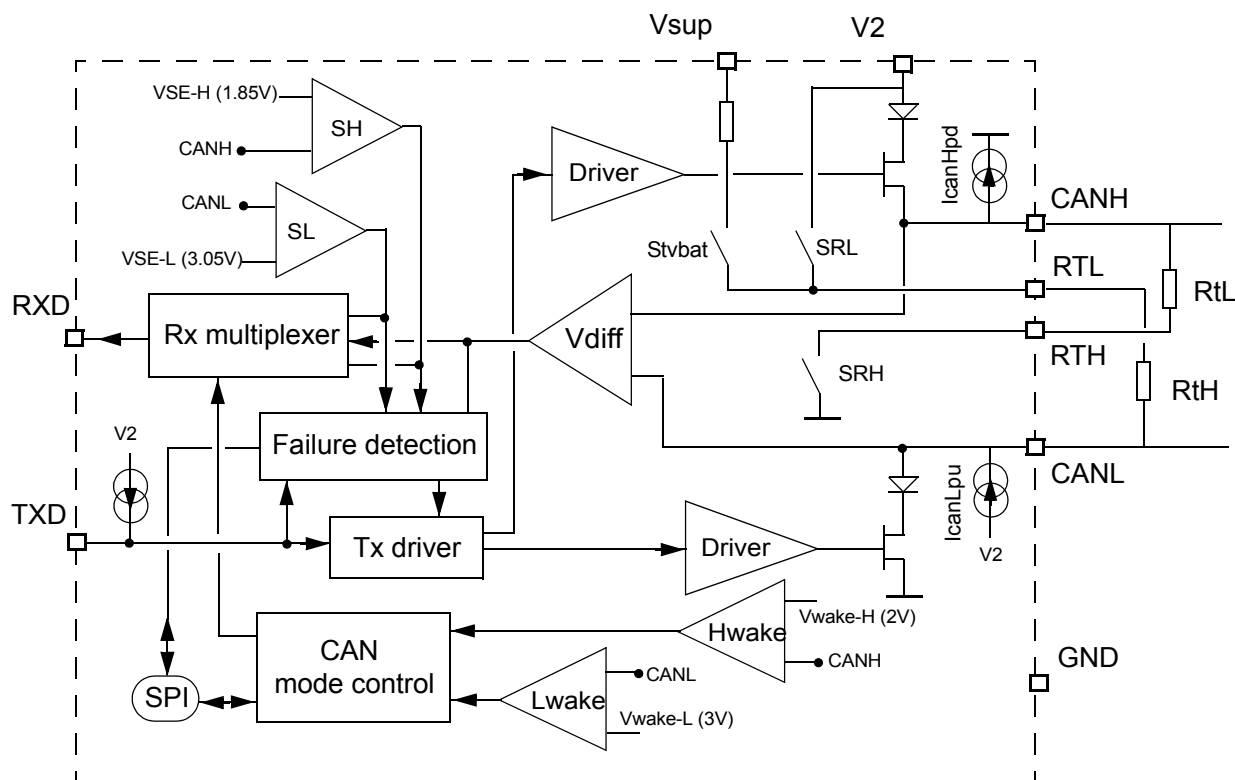 Vsup
V2
VSE-H (1.85V)
SH
CANH
Driver
IcanHpd
CANH
CANL
SL
VSE-L (3.05V)
Stvbat
SRL
RTL
RtL
RXD
Rx multiplexer
Vdiff
RTH
SRH
RtH
V2
Failure detection
CANL
TXD
Tx driver
Driver
IcanLpu
V2
Vwake-H (2V)
Hwake
CANH
CAN
mode control
GND
CANL
SPI
Lwake
Vwake-L (3V)